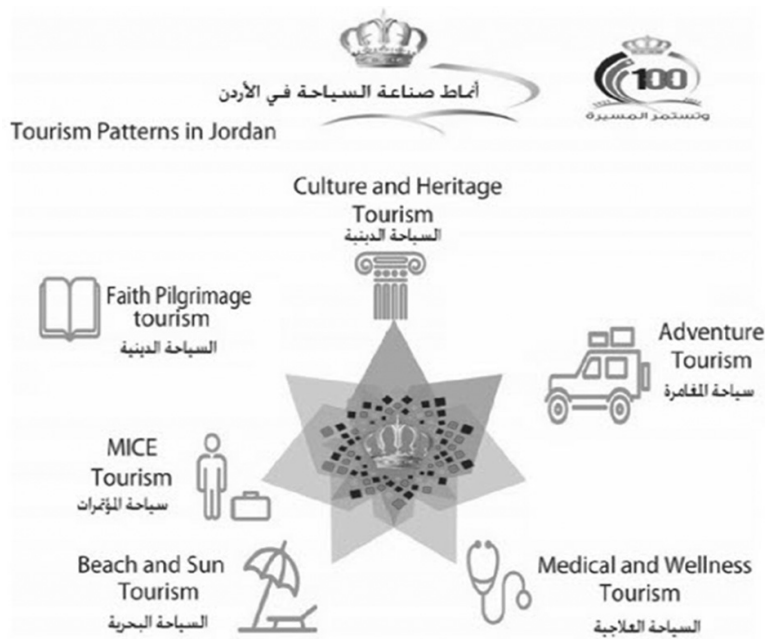 أنماط صناعة السياحة في الأردن
100
وتستمر المسيرة
Tourism Patterns in Jordan
Culture and Heritage
Tourism
السياحة الدينية
Faith Pilgrimage
tourism
السياحة الدينية
Adventure
Tourism
سياحة المغامرة
MICE
Tourism
سياحة المؤتمرات
Beach and Sun
Tourism
السياحة البحرية
Medical and Wellness
Tourism
السياحة العلاجية